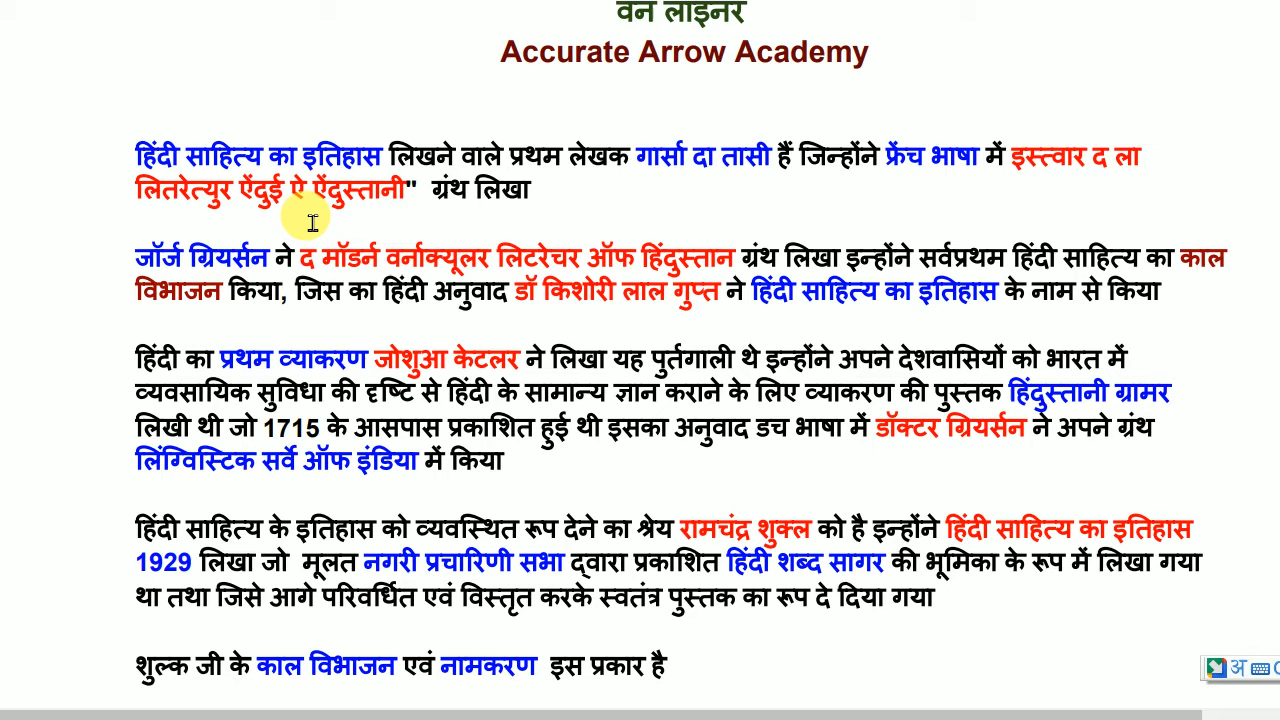 वन लाइनर
Accurate Arrow Academy
हिंदी साहित्य का इतिहास लिखने वाले प्रथम लेखक गार्सा दा तासी हैं जिन्होंने फ्रेंच भाषा में इस्त्वार द ला
लितरेत्युर ऐंदुई ऐ ऐंदुस्तानी" ग्रंथ लिखा
जॉर्ज ग्रियर्सन ने द मॉडर्न वर्नाक्यूलर लिटरेचर ऑफ हिंदुस्तान ग्रंथ लिखा इन्होंने सर्वप्रथम हिंदी साहित्य का काल
विभाजन किया, जिस का हिंदी अनुवाद डॉ किशोरी लाल गुप्त ने हिंदी साहित्य का इतिहास के नाम से किया
हिंदी का प्रथम व्याकरण जोशुआ केटलर ने लिखा यह पुर्तगाली थे इन्होंने अपने देशवासियों को भारत में
व्यवसायिक सुविधा की दृष्टि से हिंदी के सामान्य ज्ञान कराने के लिए व्याकरण की पुस्तक हिंदुस्तानी ग्रामर
लिखी थी जो 1715 के आसपास प्रकाशित हुई थी इसका अनुवाद डच भाषा में डॉक्टर ग्रियर्सन ने अपने ग्रंथ
लिंग्विस्टिक सर्वे ऑफ इंडिया में किया
हिंदी साहित्य के इतिहास को व्यवस्थित रूप देने का श्रेय रामचंद्र शुक्ल को है इन्होंने हिंदी साहित्य का इतिहास
1929 लिखा जो मूलत नगरी प्रचारिणी सभा द्वारा प्रकाशित हिंदी शब्द सागर की भूमिका के रूप में लिखा गया
था तथा जिसे आगे परिवर्धित एवं विस्तृत करके स्वतंत्र पुस्तक का रूप दे दिया गया
शुल्क जी के काल विभाजन एवं नामकरण इस प्रकार है
अ